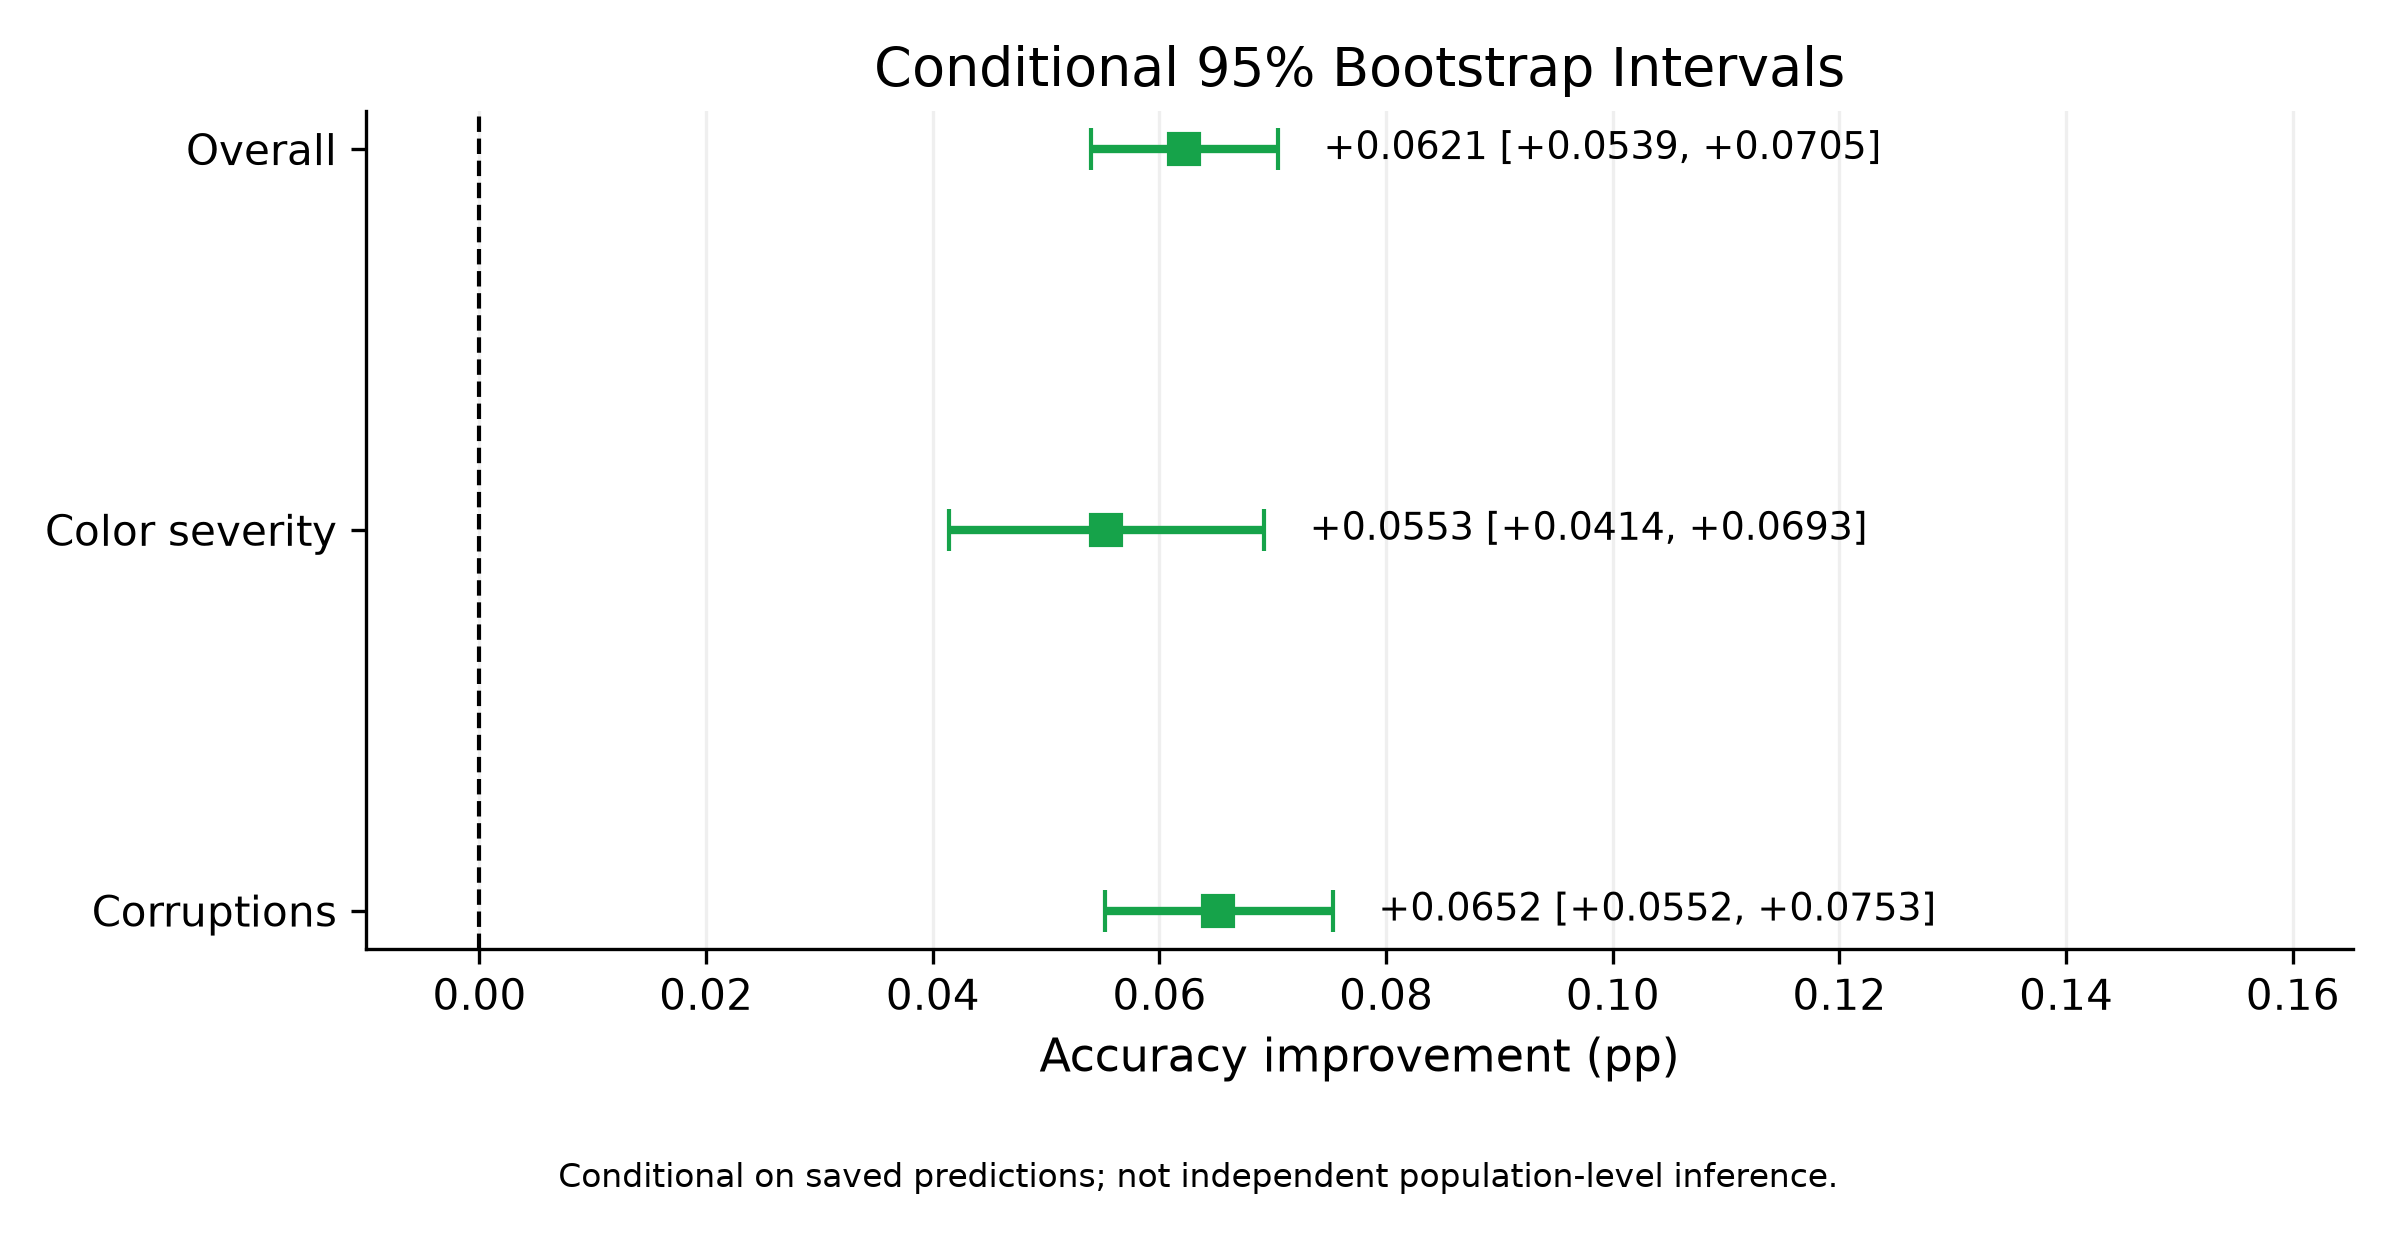 Conditional 95% Bootstrap Intervals
Overall
+0.0621 [+0.0539, +0.0705]
Color severity
+0.0553 [+0.0414, +0.0693]
Corruptions
+0.0652 [+0.0552, +0.0753]
0.00 0.02 0.04 0.06 0.08 0.10 0.12 0.14 0.16
Accuracy improvement (pp)
Conditional on saved predictions; not independent population-level inference.